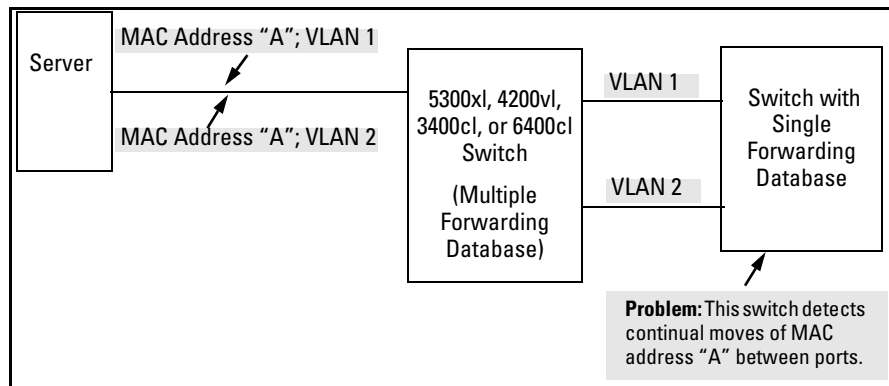 Server
MAC Address “A”; VLAN 1
MAC Address “A”; VLAN 2
5300xl, 4200vl,
3400cl, or 6400cl
Switch
(Multiple
Forwarding
Database)
VLAN 1
VLAN 2
Switch with
Single
Forwarding
Database
Problem: This switch detects
continual moves of MAC
address “A” between ports.